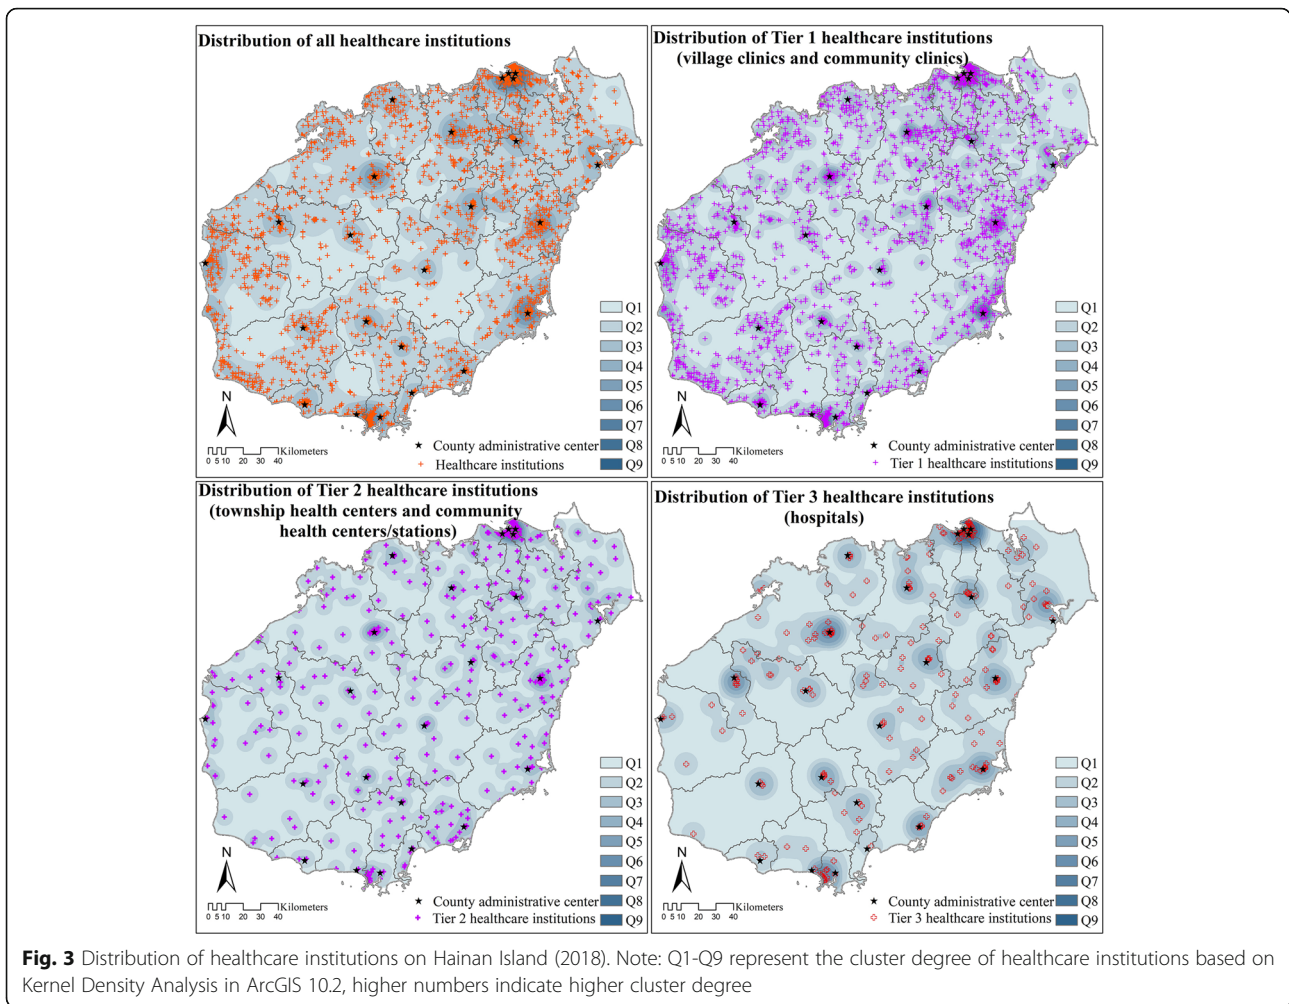 Distribution of all healthcare institutions
Q1
Q2
Q3
Q4
Q5
Q6
Q7
Q8
Q9
N
Kilometers
0 5 10 20 30 40
County administrative center
Healthcare institutions
Distribution of Tier 1 healthcare institutions
(village clinics and community clinics)
Q1
Q2
Q3
Q4
Q5
Q6
Q7
Q8
Q9
N
Kilometers
0 5 10 20 30 40
County administrative center
Tier 1 healthcare institutions
Distribution of Tier 2 healthcare institutions
(township health centers and community
health centers/stations)
Q1
Q2
Q3
Q4
Q5
Q6
Q7
Q8
Q9
N
Kilometers
0 5 10 20 30 40
County administrative center
Tier 2 healthcare institutions
Distribution of Tier 3 healthcare institutions
(hospitals)
Q1
Q2
Q3
Q4
Q5
Q6
Q7
Q8
Q9
N
Kilometers
0 5 10 20 30 40
County administrative center
Tier 3 healthcare institutions
Fig. 3 Distribution of healthcare institutions on Hainan Island (2018). Note: Q1-Q9 represent the cluster degree of healthcare institutions based on
Kernel Density Analysis in ArcGIS 10.2, higher numbers indicate higher cluster degree